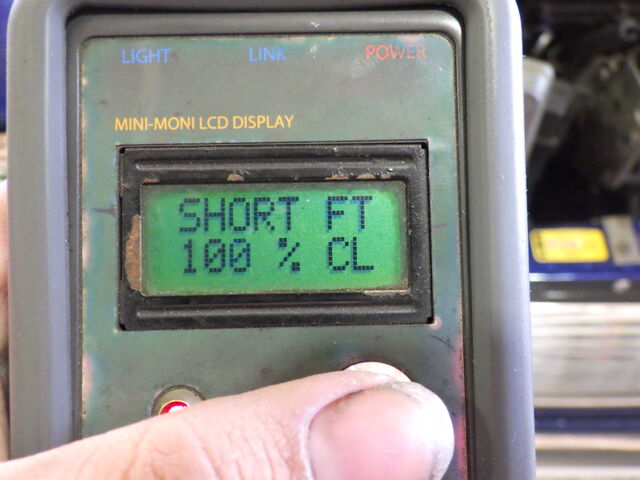 LIGHT LINK POWER
MINI-MONI LCD DISPLAY
SHORT FT
100 % CL